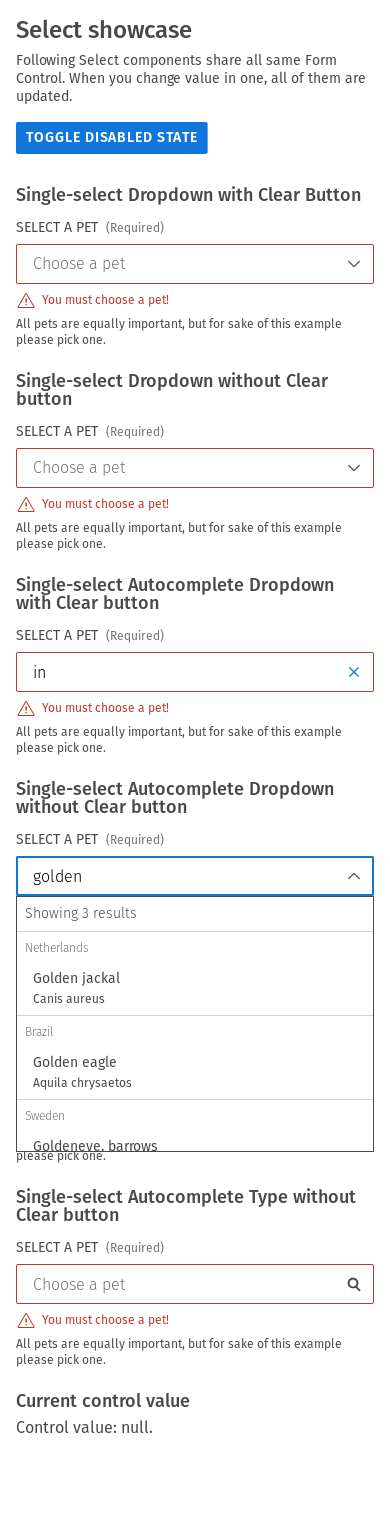 Select showcase
Following Select components share all same Form
Control. When you change value in one, all of them are
updated.
TOGGLE DISABLED STATE
Single-select Dropdown with Clear Button
SELECT A PET (Required)
Choose a pet
You must choose a pet!
All pets are equally important, but for sake of this example
please pick one.
Single-select Dropdown without Clear
button
SELECT A PET (Required)
Choose a pet
You must choose a pet!
All pets are equally important, but for sake of this example
please pick one.
Single-select Autocomplete Dropdown
with Clear button
SELECT A PET (Required)
in
You must choose a pet!
All pets are equally important, but for sake of this example
please pick one.
Single-select Autocomplete Dropdown
without Clear button
SELECT A PET (Required)
golden
Showing 3 results
Netherlands
Golden jackal
Canis aureus
Brazil
Golden eagle
Aquila chrysaetos
Sweden
Goldeneye, barrows
please pick one.
Single-select Autocomplete Type without
Clear button
SELECT A PET (Required)
Choose a pet
You must choose a pet!
All pets are equally important, but for sake of this example
please pick one.
Current control value
Control value: null.